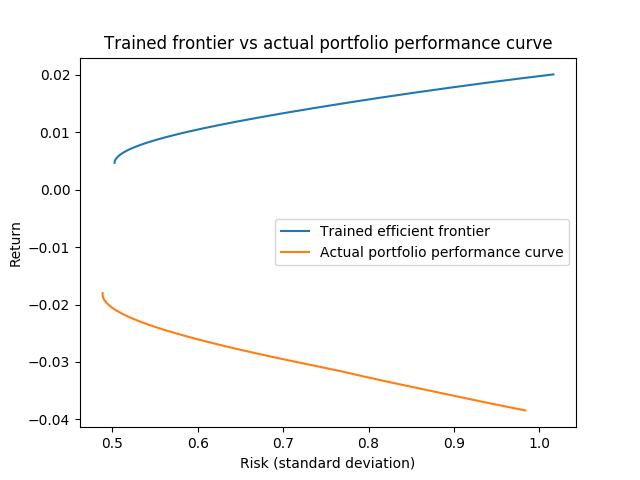 Trained frontier vs actual portfolio performance curve
0.02
0.01
0.00
−0.01
−0.02
−0.03
−0.04
Return
Trained efficient frontier
Actual portfolio performance curve
0.5 0.6 0.7 0.8 0.9 1.0
Risk (standard deviation)